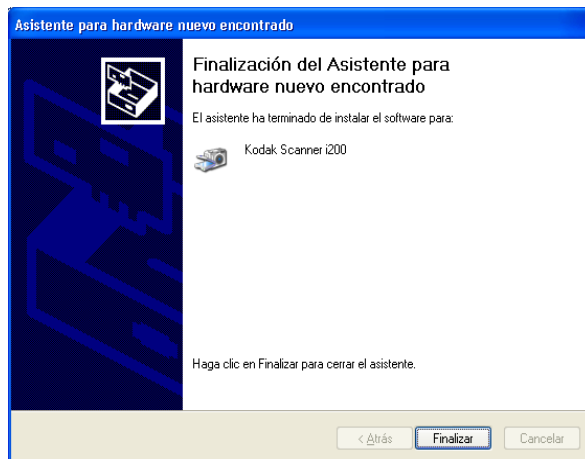 Asistente para hardware nuevo encontrado
Finalización del Asistente para
hardware nuevo encontrado
El asistente ha terminado de instalar el software para:
Kodak Scanner i200
Haga clic en Finalizar para cerrar el asistente.
< Atrás
Finalizar
Cancelar